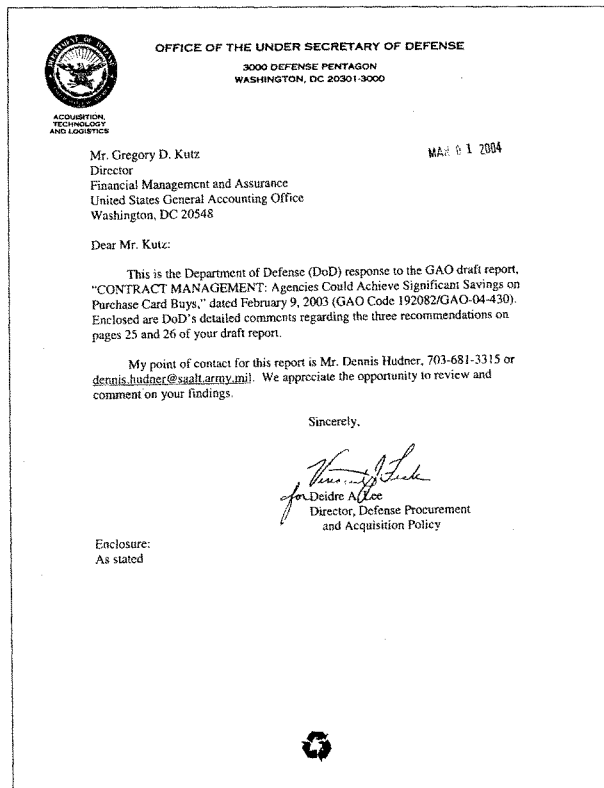 OFFICE OF THE UNDER SECRETARY OF DEFENSE
3000 DEFENSE PENTAGON
WASHINGTON, DC 20301-3000
ACQUISITION,
TECHNOLOGY
AND LOGISTICS
MAR 01 2004
Mr. Gregory D. Kutz
Director
Financial Management and Assurance
United States General Accounting Office
Washington, DC 20548
Dear Mr. Kutz:
This is the Department of Defense (DoD) response to the GAO draft report,
“CONTRACT MANAGEMENT: Agencies Could Achieve Significant Savings on
Purchase Card Buys,” dated February 9, 2003 (GAO Code 192082/GAO-04-430).
Enclosed are DoD’s detailed comments regarding the three recommendations on
pages 25 and 26 of your draft report.
My point of contact for this report is Mr. Dennis Hudner, 703-681-3315 or
dennis.hudner@saalt.army.mil. We appreciate the opportunity to review and
comment on your findings.
Sincerely,
for Deidre A. Lee
Director, Defense Procurement
and Acquisition Policy
Enclosure:
As stated